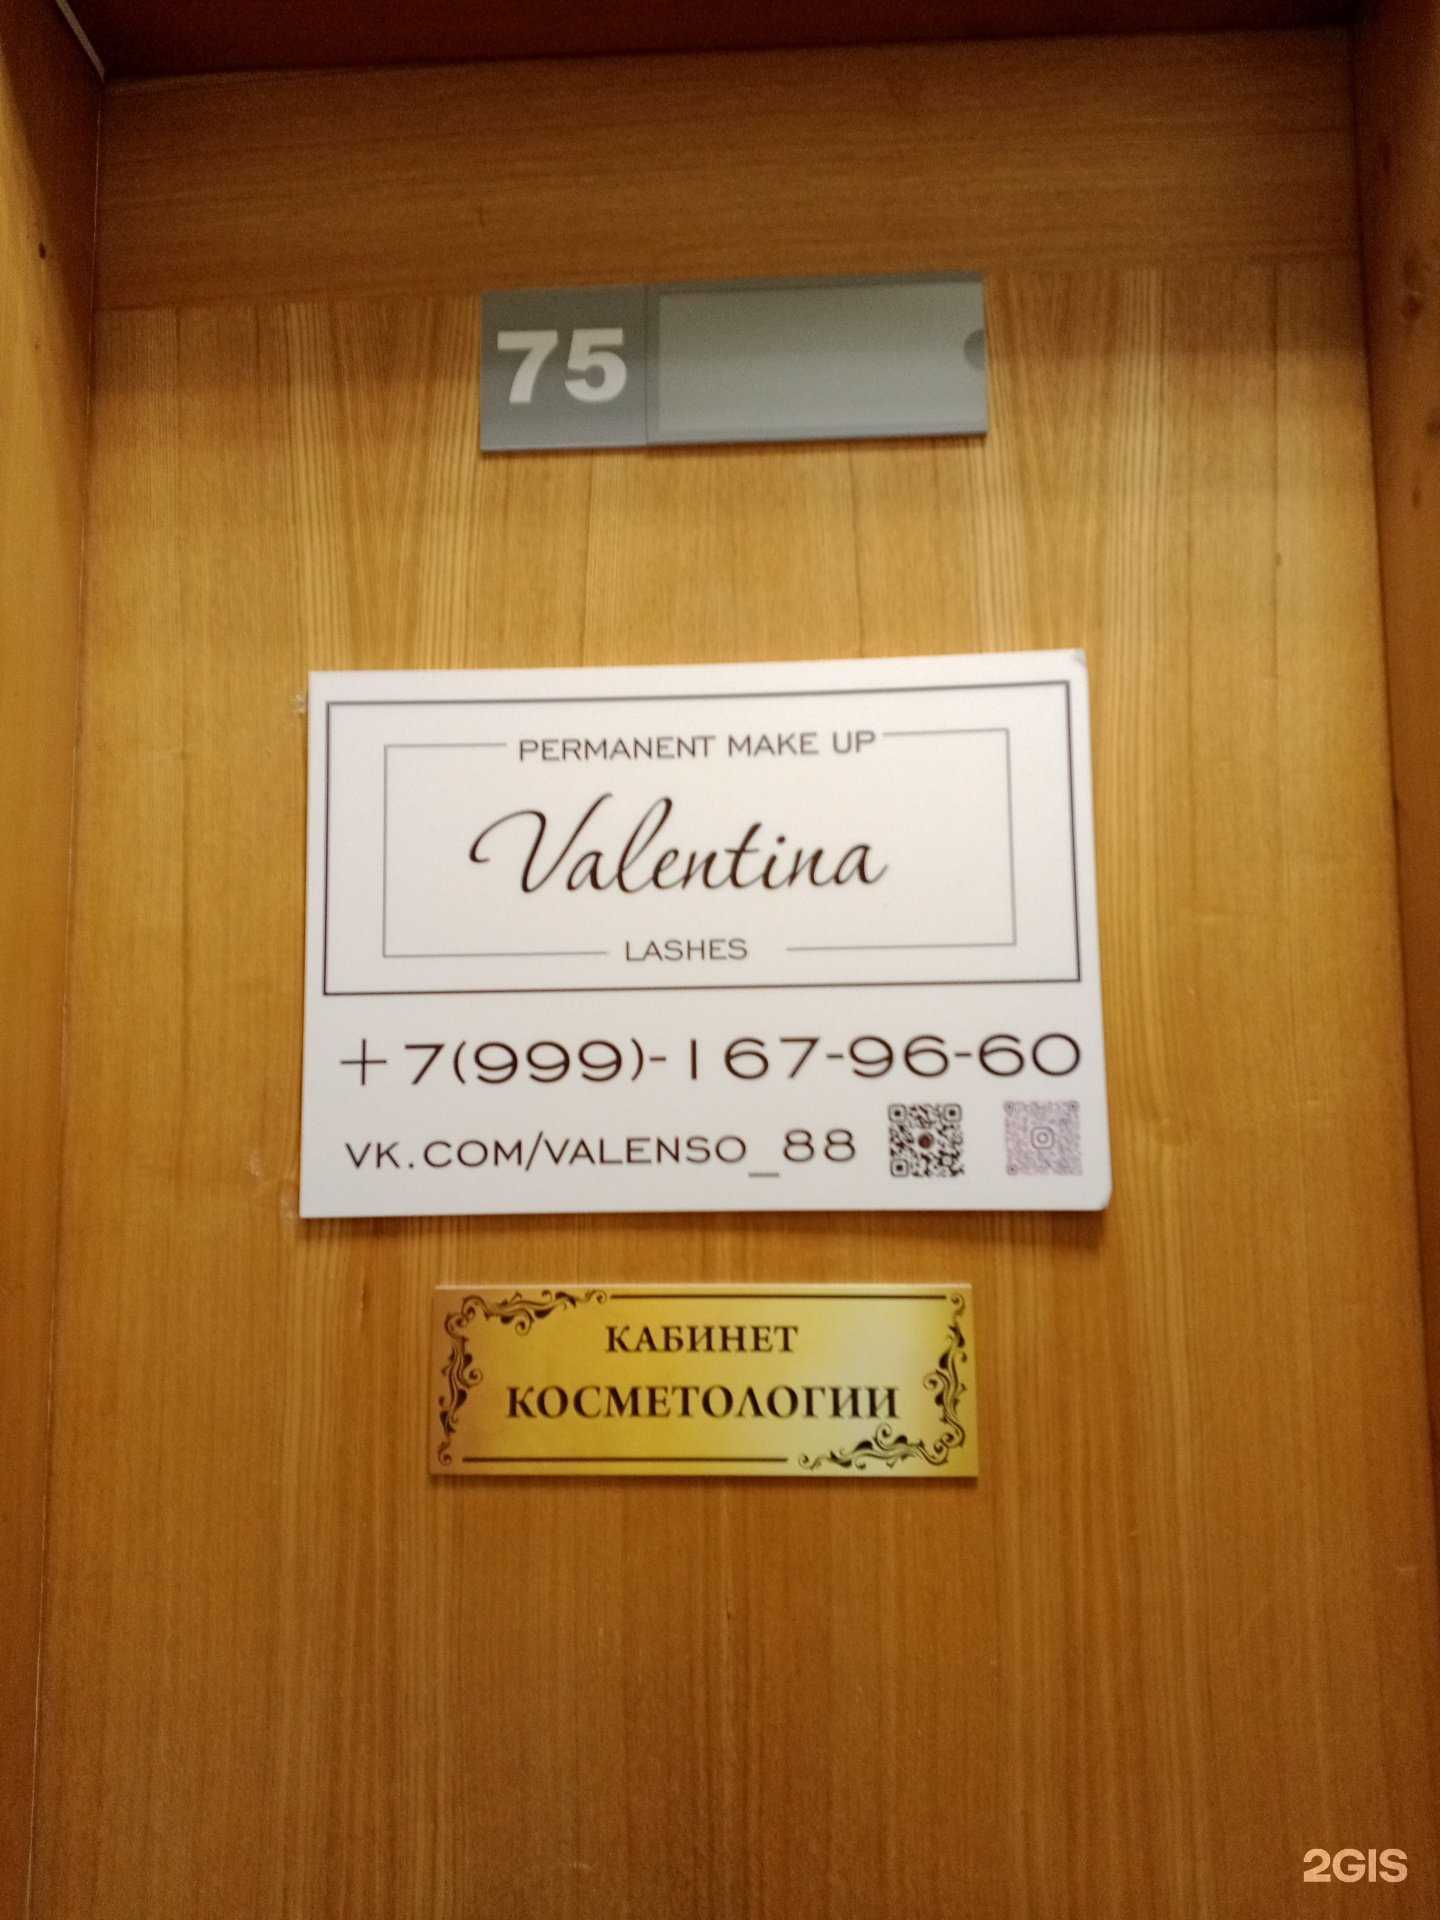 75
PERMANENT MAKE UP
Valentina
LASHES
+7(999)-167-96-60
VK.COM/VALENSO_88
КАБИНЕТ
КОСМЕТОЛОГИИ
2GIS